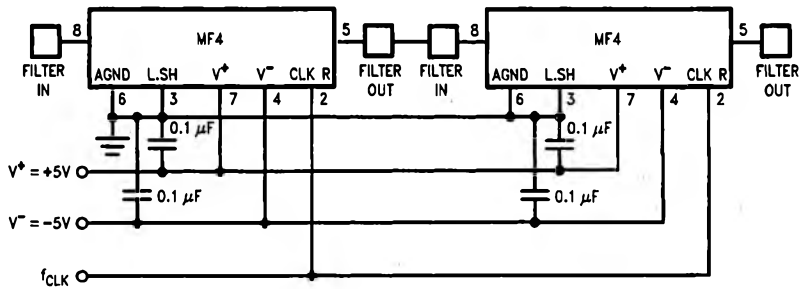 8 MF4 5 8 MF4 5
FILTER IN AGND L.SH V+ V− CLK R FILTER OUT FILTER IN AGND L.SH V+ V− CLK R FILTER OUT
6 3 7 4 2 6 3 7 4 2
0.1 μF 0.1 μF
V+ = +5V
0.1 μF 0.1 μF
V− = −5V
fCLK